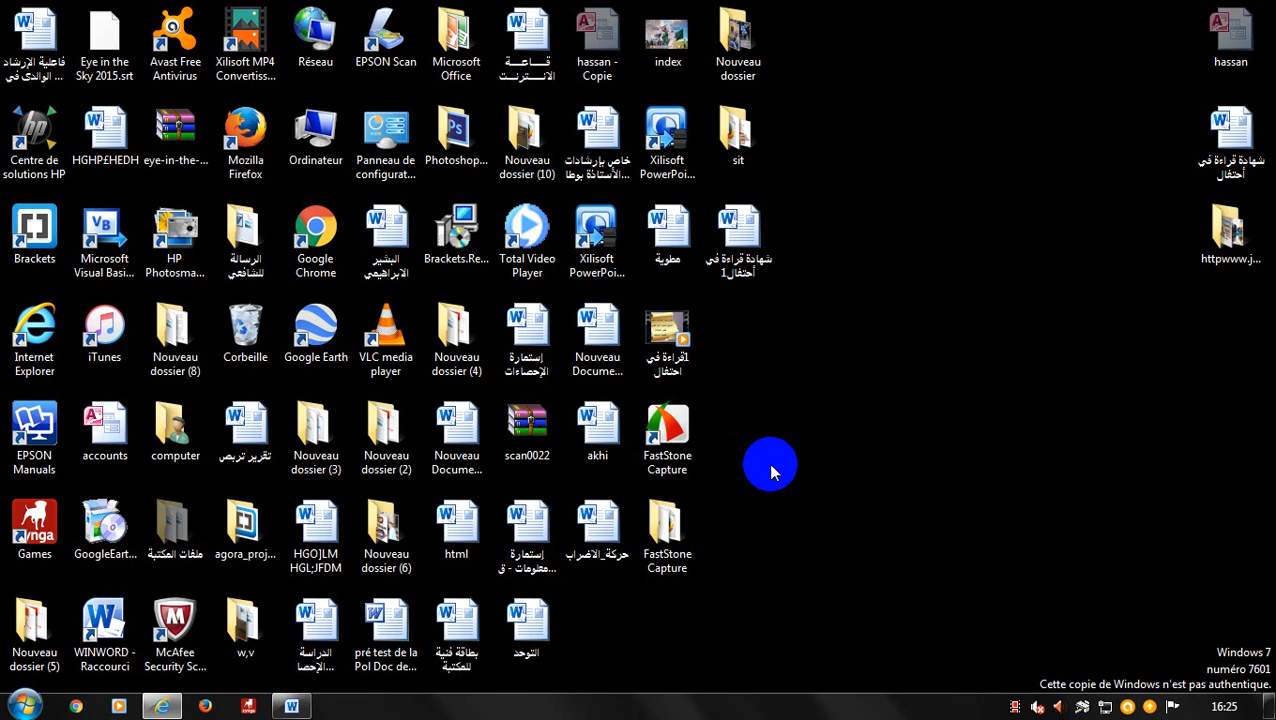 فاعلية الإرشاد
الوالدى في ...
Eye in the
Sky 2015.srt
Avast Free
Antivirus
Xilisoft MP4
Convertiss...
Réseau
EPSON Scan
Microsoft
Office
قــــاعــــة
الانــتــرنــت
hassan -
Copie
index
Nouveau
dossier
hassan
Centre de
solutions HP
HGHP£HEDH
eye-in-the-...
Mozilla
Firefox
Ordinateur
Panneau de
configurat...
Photoshop...
Nouveau
dossier (10)
خاص بإرشادات
الأستاذة بوطا...
Xilisoft
PowerPoi...
sit
شهادة قراءة في
أحتفال
Brackets
Microsoft
Visual Basi...
HP
Photosma...
الرسالة
للشافعي
Google
Chrome
البشير
الابراهيمي
Brackets.Re...
Total Video
Player
Xilisoft
PowerPoi...
مطوية
شهادة قراءة في
أحتفال1
httpwww.j...
Internet
Explorer
iTunes
Nouveau
dossier (8)
Corbeille
Google Earth
VLC media
player
Nouveau
dossier (4)
إستمارة
الإحصاءات
Nouveau
Docume...
1قراءة في
احتفال
EPSON
Manuals
accounts
computer
تقرير تربص
Nouveau
dossier (3)
Nouveau
dossier (2)
Nouveau
Docume...
scan0022
akhi
FastStone
Capture
Games
GoogleEart...
ملفات المكتبة
agora_proj...
HGO]LM
HGL;JFDM
Nouveau
dossier (6)
html
إستمارة
معلومات - ق...
حركة_الاضراب
FastStone
Capture
Nouveau
dossier (5)
WINWORD -
Raccourci
McAfee
Security Sc...
w,v
الدراسة
الإحصا...
pré test de la
Pol Doc de...
بطاقة فنية
للمكتبة
التوحد
Windows 7
numéro 7601
Cette copie de Windows n'est pas authentique.
16:25